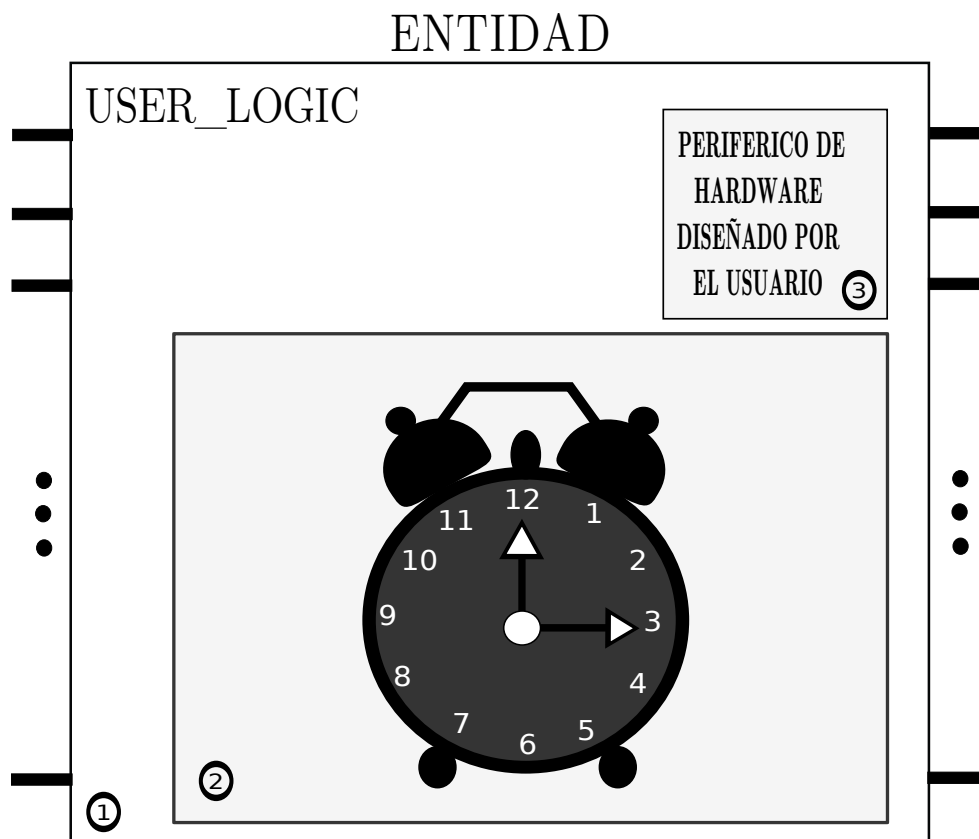 ENTIDAD
USER_LOGIC
PERIFERICO DE
HARDWARE
DISEÑADO POR
EL USUARIO
3
12
11
1
10
2
9
3
8
4
7
5
6
2
1